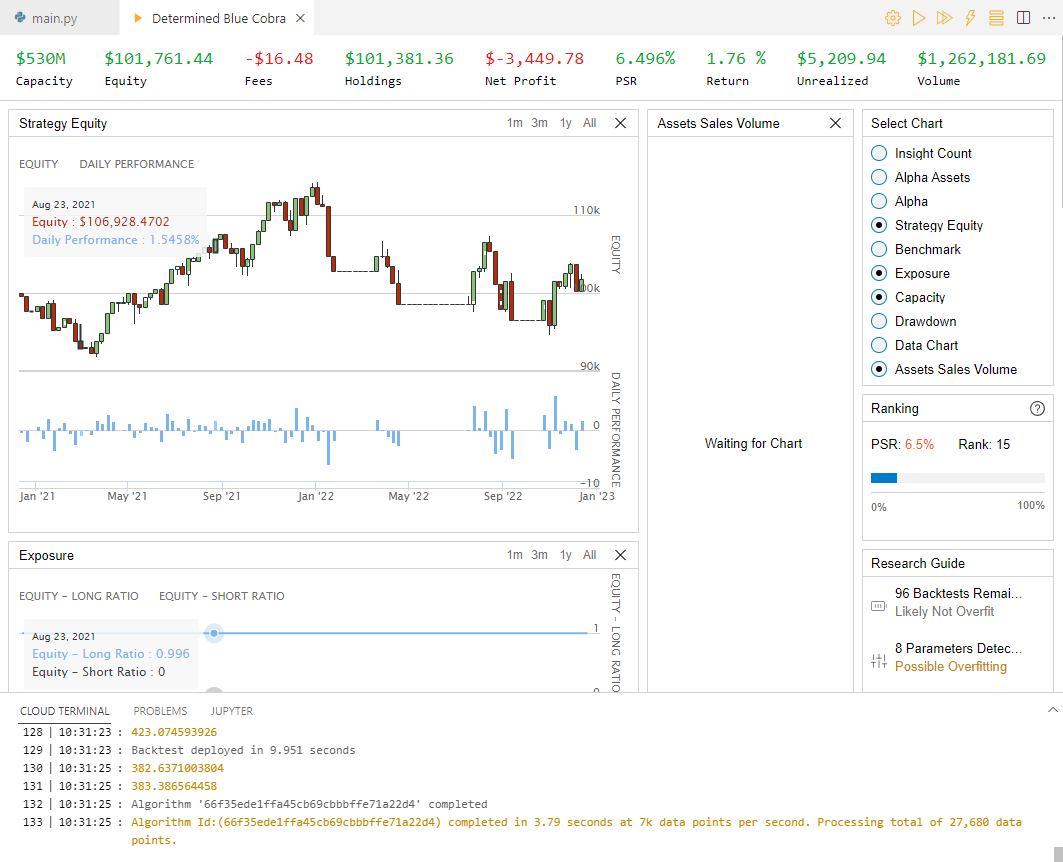 main.py
Determined Blue Cobra
$530M $101,761.44 -$16.48 $101,381.36 $-3,449.78 6.496% 1.76 % $5,209.94 $1,262,181.69
Capacity Equity Fees Holdings Net Profit PSR Return Unrealized Volume
Strategy Equity
1m 3m 1y All
EQUITY DAILY PERFORMANCE
Aug 23, 2021
Equity : $106,928.4702
Daily Performance : 1.5458%
110k
100k
90k
EQUITY
0
-10
DAILY PERFORMANCE
Jan '21 May '21 Sep '21 Jan '22 May '22 Sep '22 Jan '23
Exposure
1m 3m 1y All
EQUITY - LONG RATIO EQUITY - SHORT RATIO
Aug 23, 2021
Equity - Long Ratio : 0.996
Equity - Short Ratio : 0
1
0
EQUITY - LONG RATIO
Assets Sales Volume
Waiting for Chart
Select Chart
Insight Count
Alpha Assets
Alpha
Strategy Equity
Benchmark
Exposure
Capacity
Drawdown
Data Chart
Assets Sales Volume
Ranking
PSR: 6.5% Rank: 15
0% 100%
Research Guide
96 Backtests Remai...
Likely Not Overfit
8 Parameters Detec...
Possible Overfitting
CLOUD TERMINAL PROBLEMS JUPYTER
128 | 10:31:23 : 423.074593926
129 | 10:31:23 : Backtest deployed in 9.951 seconds
130 | 10:31:25 : 382.6371003804
131 | 10:31:25 : 383.386564458
132 | 10:31:25 : Algorithm '66f35ede1ffa45cb69cbbbffe71a22d4' completed
133 | 10:31:25 : Algorithm Id:(66f35ede1ffa45cb69cbbbffe71a22d4) completed in 3.79 seconds at 7k data points per second. Processing total of 27,680 data
points.